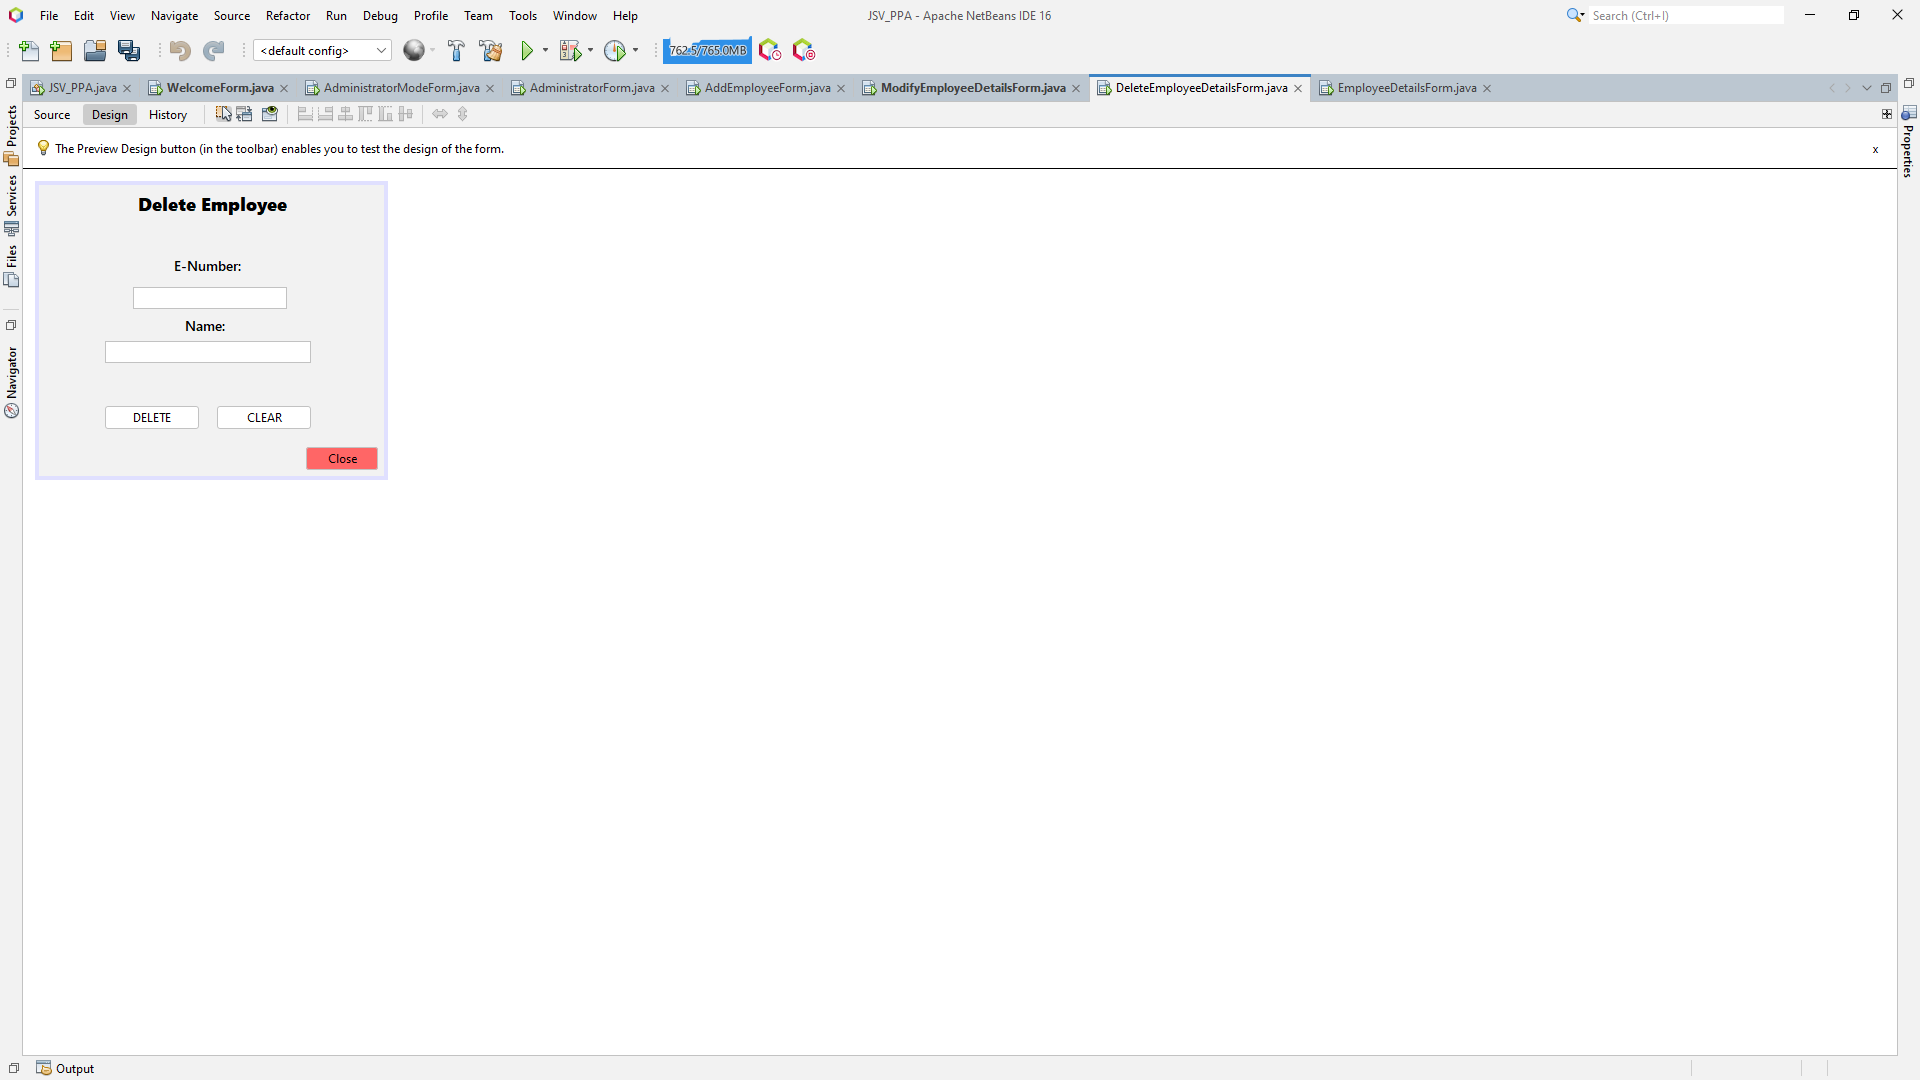 File Edit View Navigate Source Refactor Run Debug Profile Team Tools Window Help
JSV_PPA - Apache NetBeans IDE 16
Search (Ctrl+I)
<default config>
762.5/765.0MB
JSV_PPA.java
WelcomeForm.java
AdministratorModeForm.java
AdministratorForm.java
AddEmployeeForm.java
ModifyEmployeeDetailsForm.java
DeleteEmployeeDetailsForm.java
EmployeeDetailsForm.java
Source Design History
The Preview Design button (in the toolbar) enables you to test the design of the form.
x
Projects
Services
Files
Navigator
Properties
Delete Employee
E-Number:
Name:
DELETE CLEAR
Close
Output